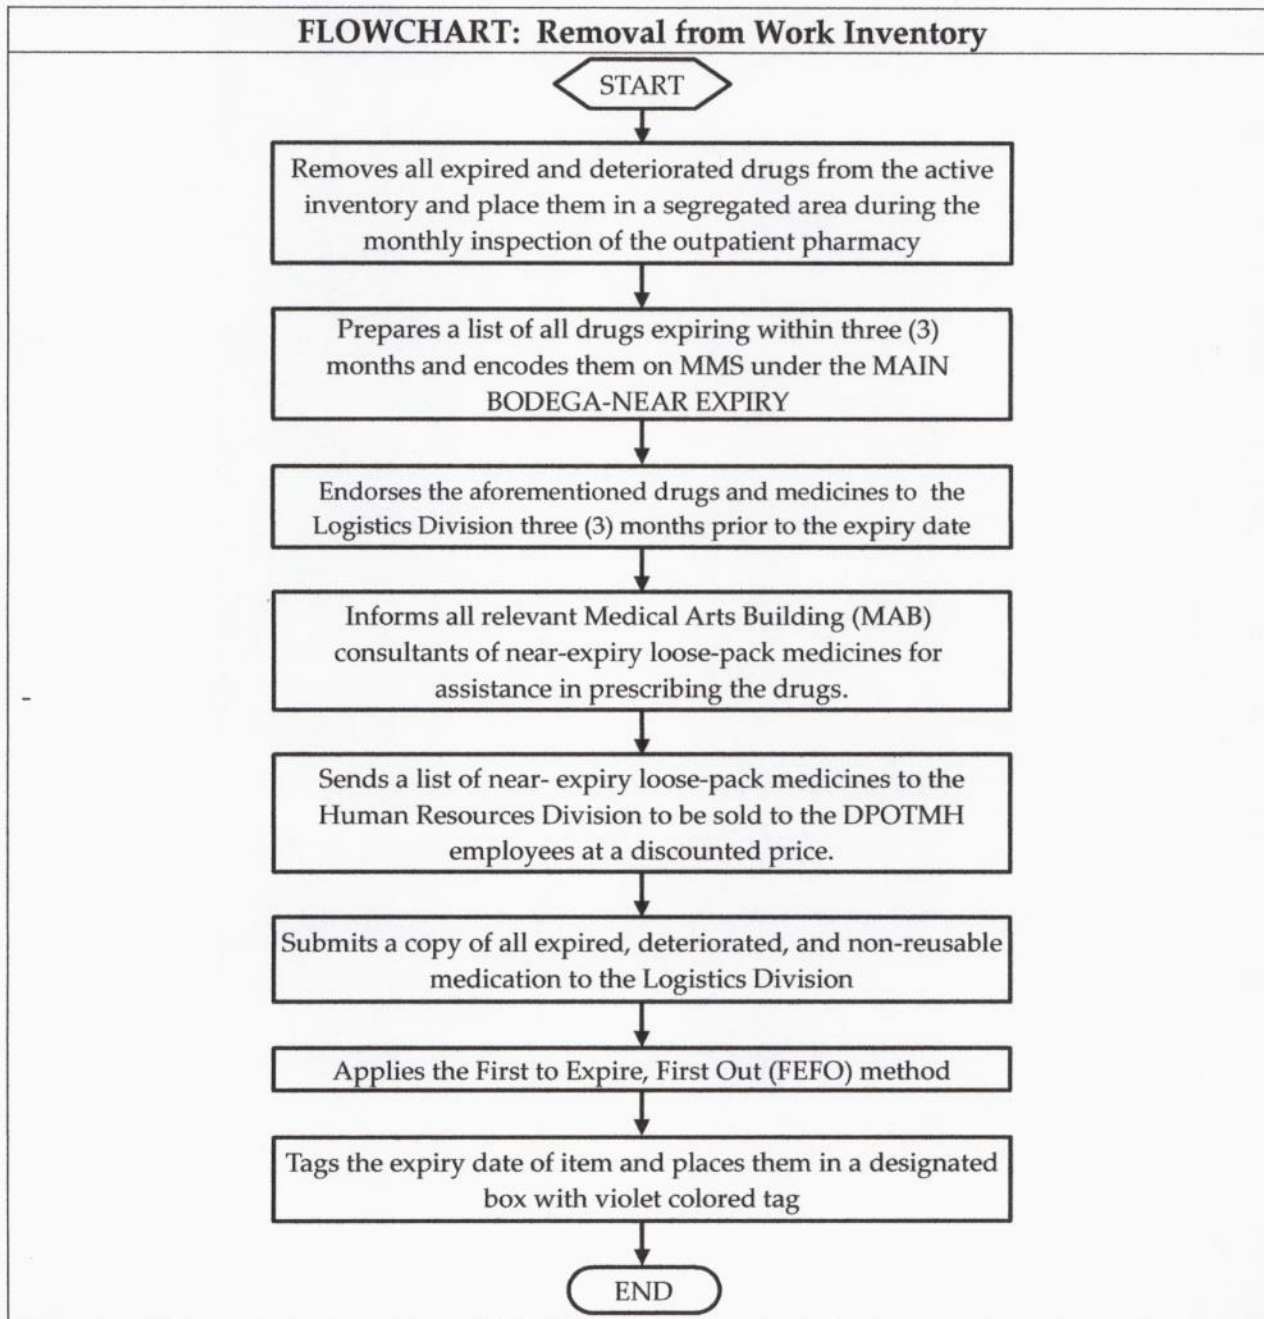 FLOWCHART: Removal from Work Inventory
START
Removes all expired and deteriorated drugs from the active
inventory and place them in a segregated area during the
monthly inspection of the outpatient pharmacy
Prepares a list of all drugs expiring within three (3)
months and encodes them on MMS under the MAIN
BODEGA-NEAR EXPIRY
Endorses the aforementioned drugs and medicines to the
Logistics Division three (3) months prior to the expiry date
Informs all relevant Medical Arts Building (MAB)
consultants of near-expiry loose-pack medicines for
assistance in prescribing the drugs.
Sends a list of near- expiry loose-pack medicines to the
Human Resources Division to be sold to the DPOTMH
employees at a discounted price.
Submits a copy of all expired, deteriorated, and non-reusable
medication to the Logistics Division
Applies the First to Expire, First Out (FEFO) method
Tags the expiry date of item and places them in a designated
box with violet colored tag
END